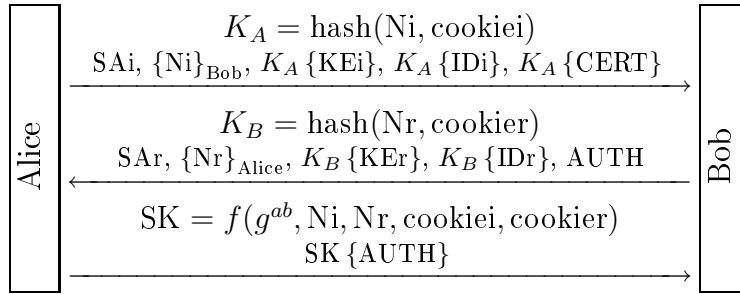 Alice
K_A = hash(Ni, cookiei)
SAi, {Ni}_Bob, K_A {KEi}, K_A {IDi}, K_A {CERT}
K_B = hash(Nr, cookier)
SAr, {Nr}_Alice, K_B {KEr}, K_B {IDr}, AUTH
SK = f(g^{ab}, Ni, Nr, cookiei, cookier)
SK {AUTH}
Bob